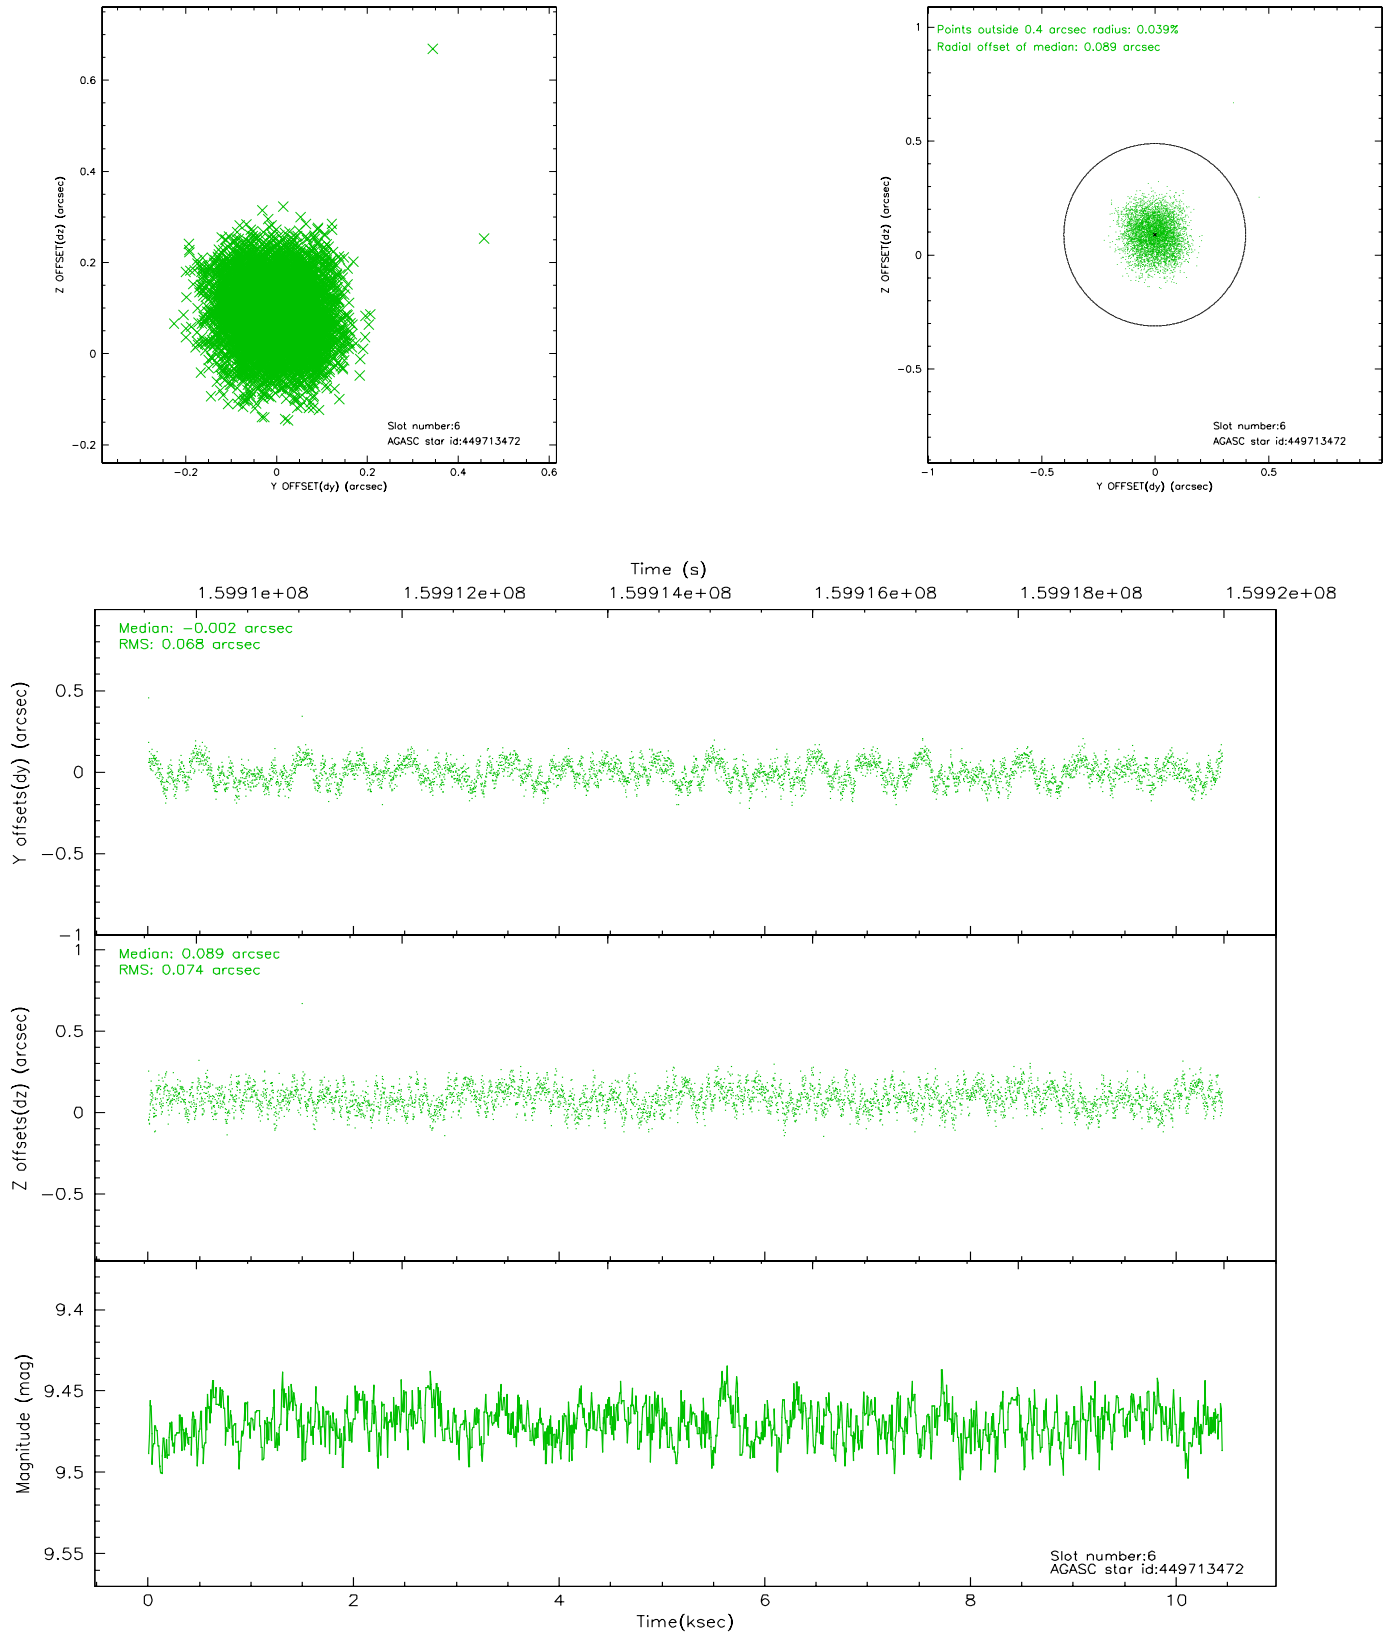 0.6
0.4
0.2
0
−0.2
Z OFFSET(dz) (arcsec)
Slot number:6
AGASC star id:449713472
−0.2 0 0.2 0.4 0.6
Y OFFSET(dy) (arcsec)
Points outside 0.4 arcsec radius: 0.039%
Radial offset of median: 0.089 arcsec
1
0.5
0
−0.5
Z OFFSET(dz) (arcsec)
Slot number:6
AGASC star id:449713472
−1 −0.5 0 0.5
Y OFFSET(dy) (arcsec)
Time (s)
1.5991e+08 1.59912e+08 1.59914e+08 1.59916e+08 1.59918e+08 1.5992e+08
Median: −0.002 arcsec
RMS: 0.068 arcsec
0.5
0
−0.5
−1
Y offsets(dy) (arcsec)
Median: 0.089 arcsec
RMS: 0.074 arcsec
1
0.5
0
−0.5
Z offsets(dz) (arcsec)
9.4
9.45
9.5
9.55
Magnitude (mag)
Slot number:6
AGASC star id:449713472
0 2 4 6 8 10
Time(ksec)